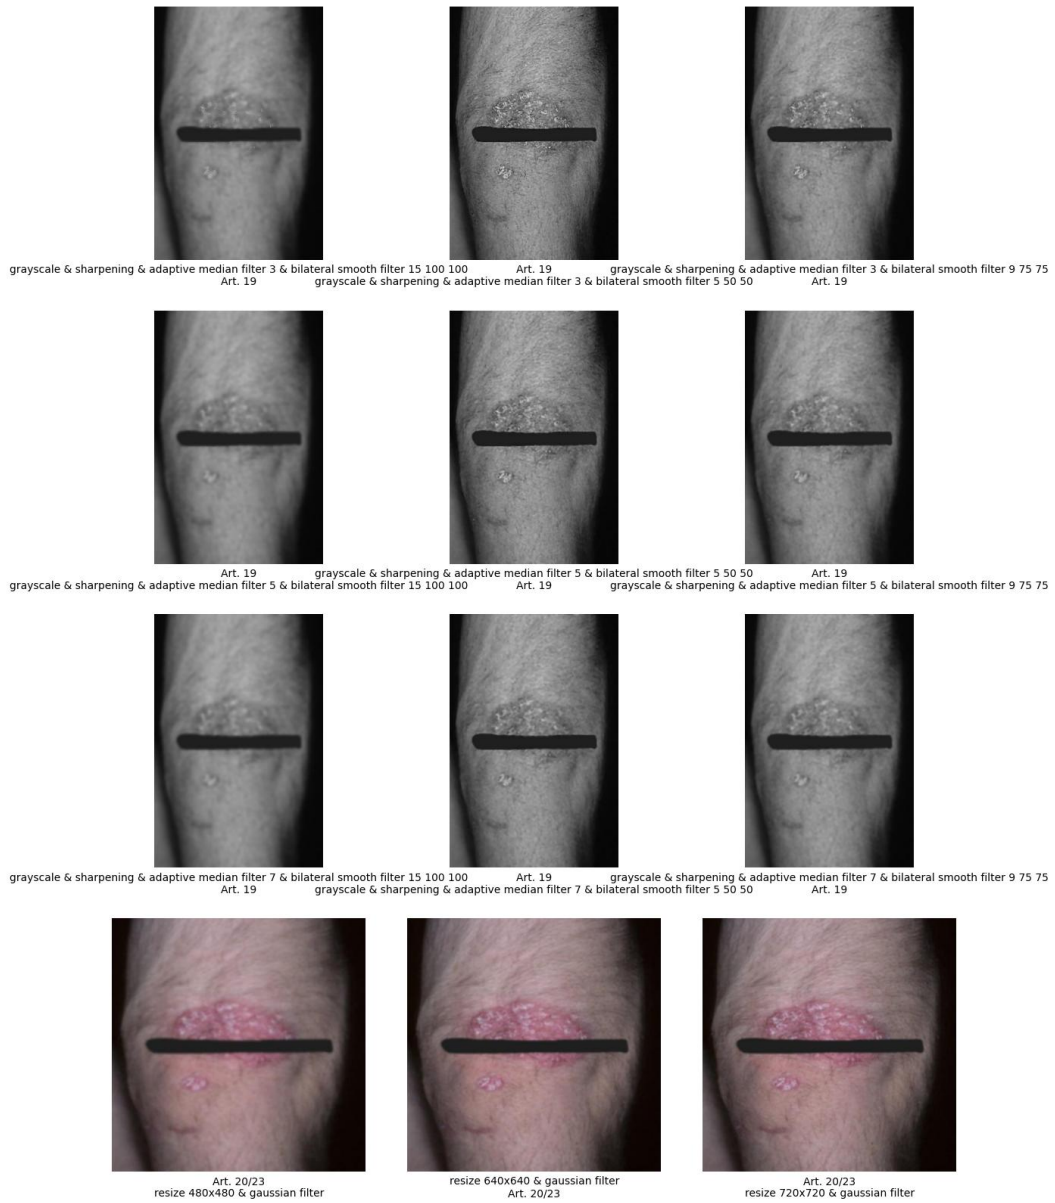 grayscale & sharpening & adaptive median filter 3 & bilateral smooth filter 15 100 100
Art. 19
Art. 19
grayscale & sharpening & adaptive median filter 3 & bilateral smooth filter 5 50 50
grayscale & sharpening & adaptive median filter 3 & bilateral smooth filter 9 75 75
Art. 19
Art. 19
grayscale & sharpening & adaptive median filter 5 & bilateral smooth filter 15 100 100
grayscale & sharpening & adaptive median filter 5 & bilateral smooth filter 5 50 50
Art. 19
Art. 19
grayscale & sharpening & adaptive median filter 5 & bilateral smooth filter 9 75 75
grayscale & sharpening & adaptive median filter 7 & bilateral smooth filter 15 100 100
Art. 19
Art. 19
grayscale & sharpening & adaptive median filter 7 & bilateral smooth filter 5 50 50
grayscale & sharpening & adaptive median filter 7 & bilateral smooth filter 9 75 75
Art. 19
Art. 20/23
resize 480x480 & gaussian filter
resize 640x640 & gaussian filter
Art. 20/23
Art. 20/23
resize 720x720 & gaussian filter